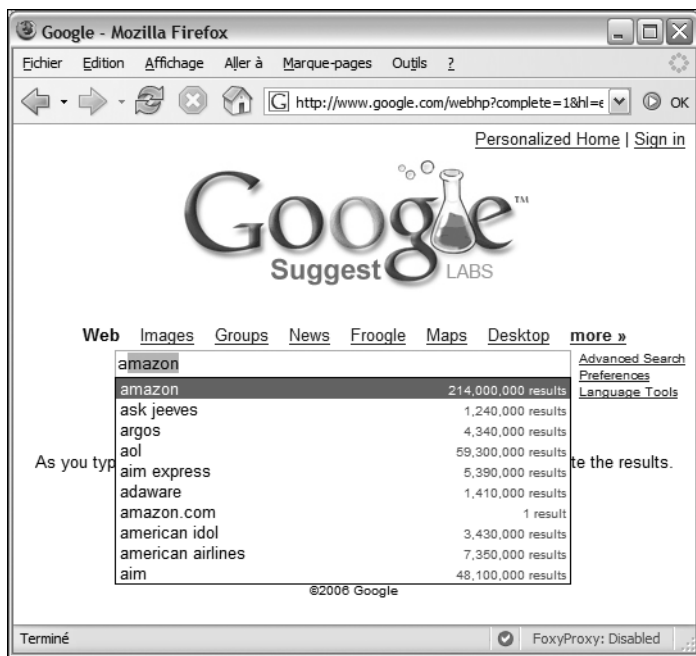 Google - Mozilla Firefox
Fichier Edition Affichage Aller à Marque-pages Outils ?
G http://www.google.com/webhp?complete=1&hl=e OK
Personalized Home | Sign in
Google TM
Suggest LABS
Web Images Groups News Froogle Maps Desktop more »
amazon Advanced Search
Preferences
Language Tools
amazon 214,000,000 results
ask jeeves 1,240,000 results
argos 4,340,000 results
aol 59,300,000 results
As you typ te the results.
aim express 5,390,000 results
adaware 1,410,000 results
amazon.com 1 result
american idol 3,430,000 results
american airlines 7,350,000 results
aim 48,100,000 results
©2006 Google
Terminé FoxyProxy: Disabled